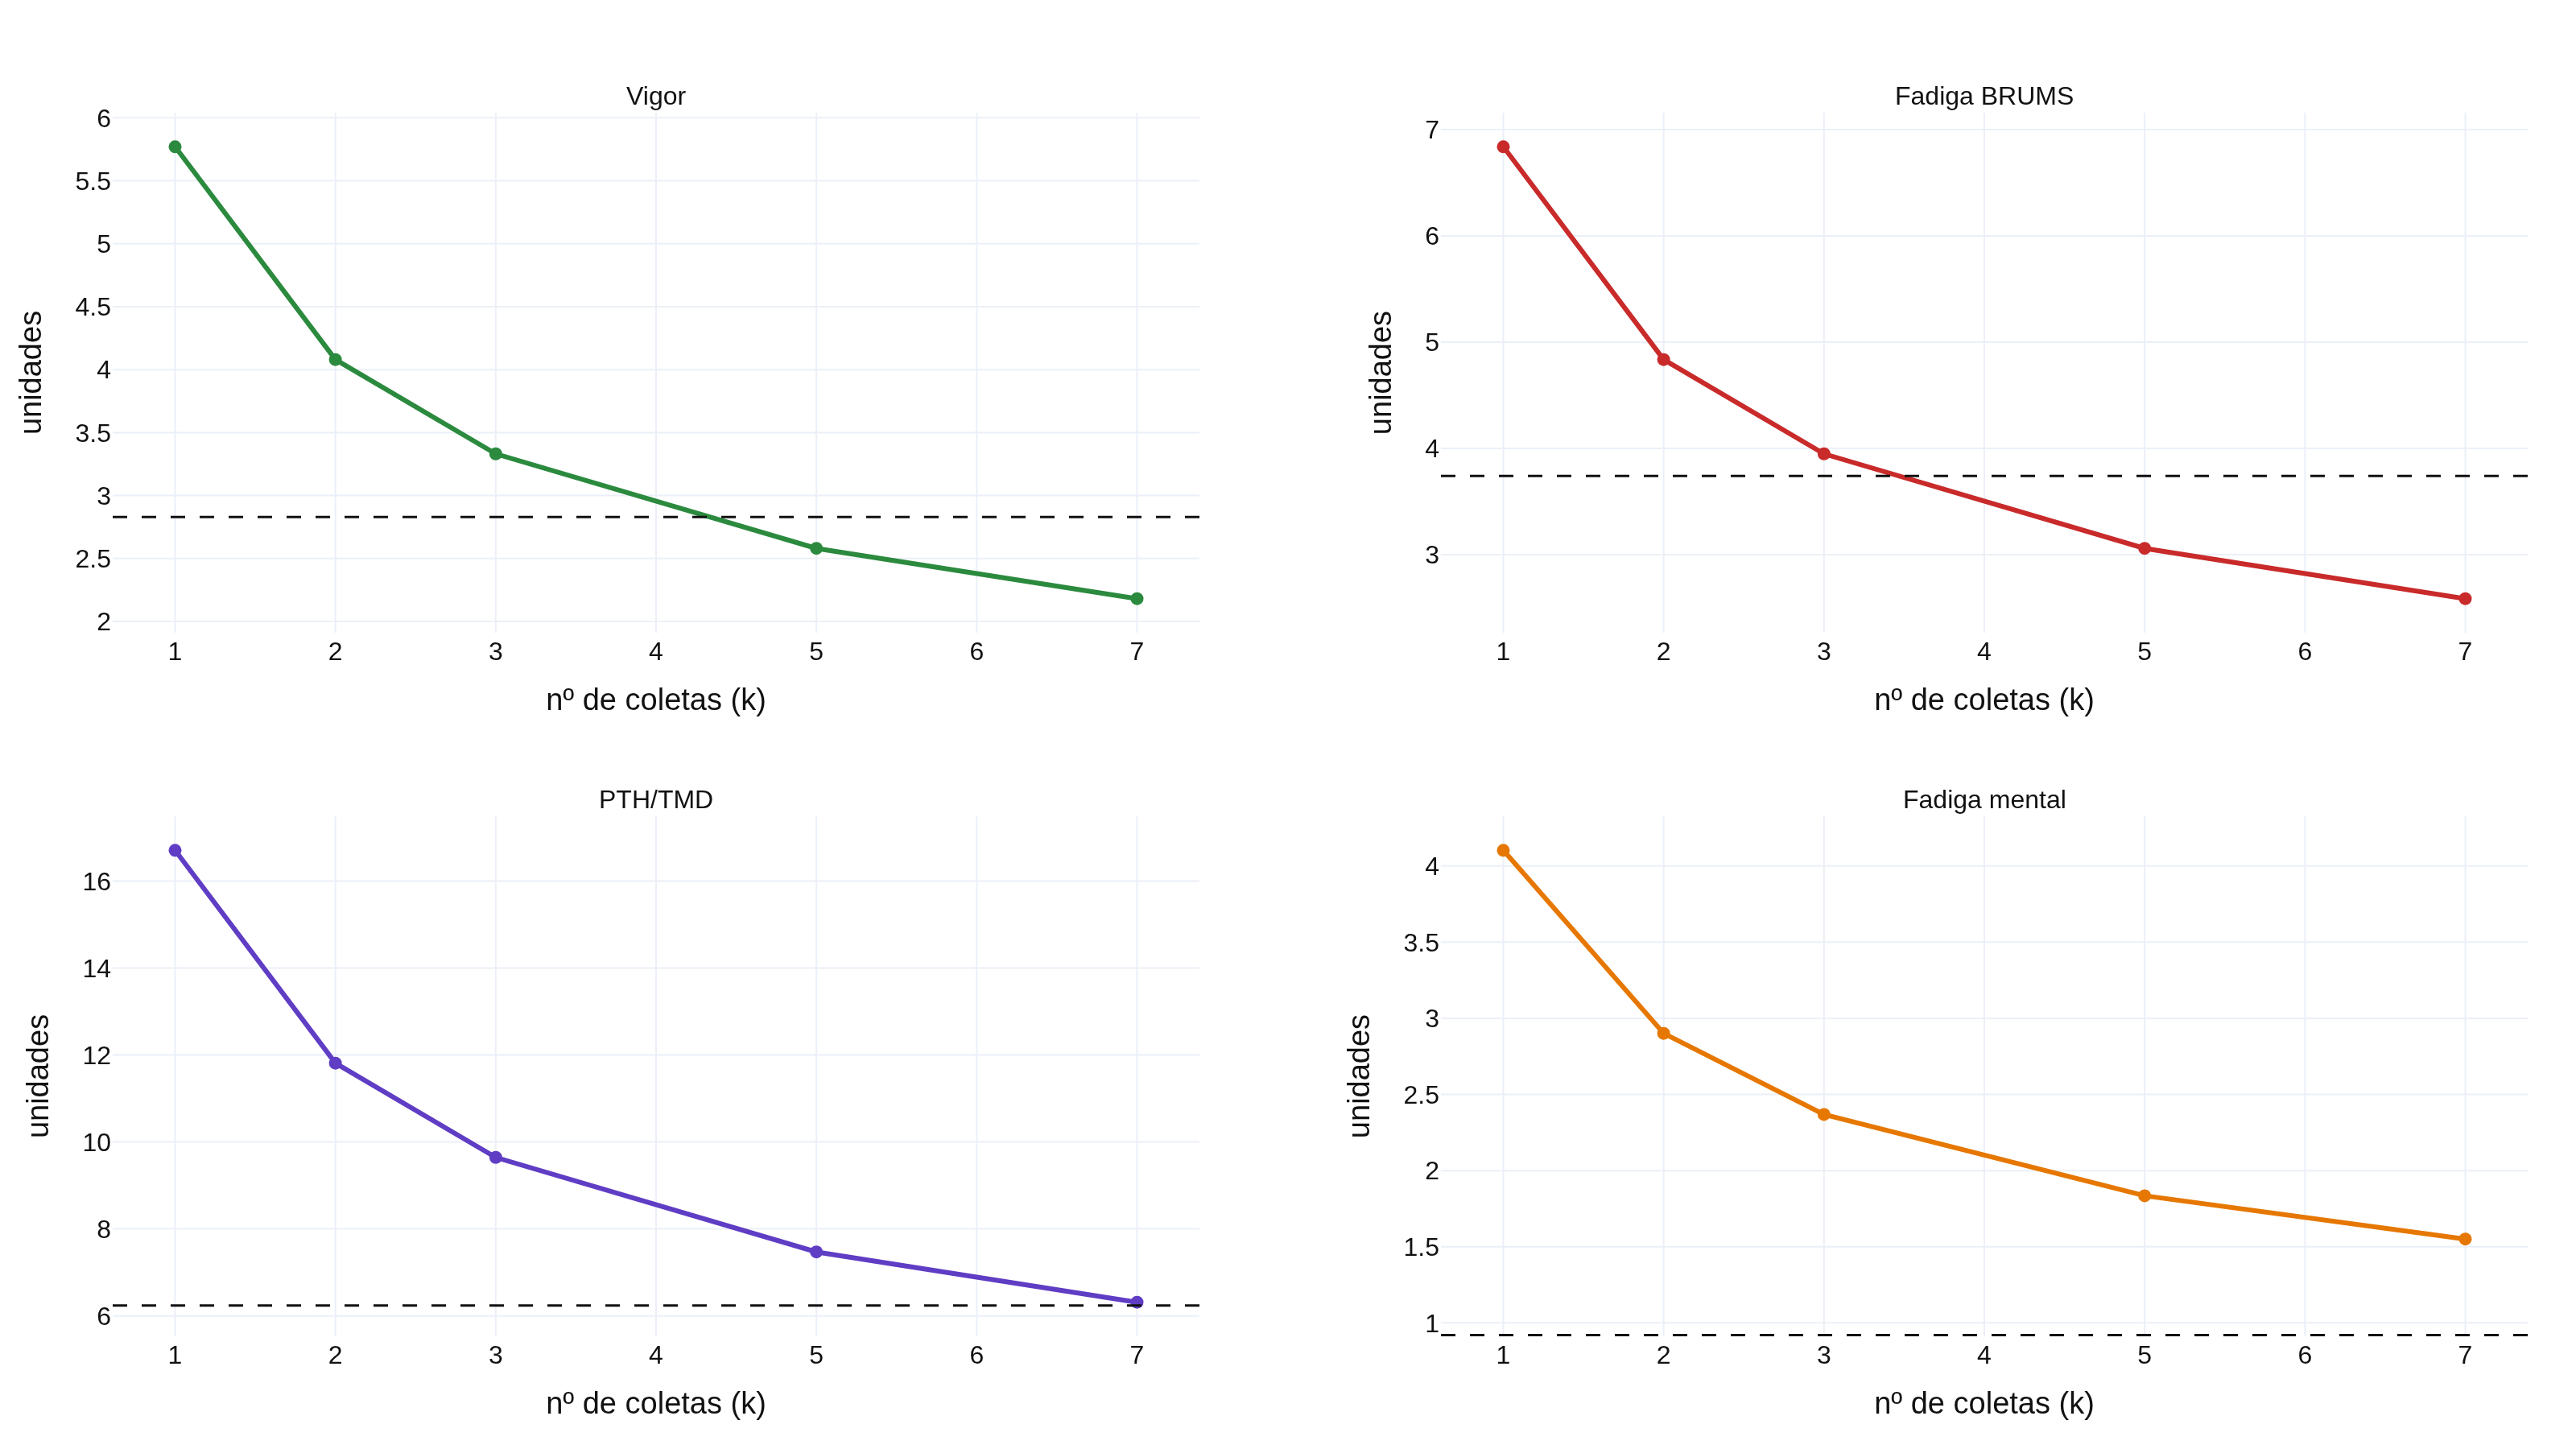 Vigor
6
5.5
5
4.5
4
3.5
3
2.5
2
unidades
1 2 3 4 5 6 7
nº de coletas (k)
Fadiga BRUMS
7
6
5
4
3
unidades
1 2 3 4 5 6 7
nº de coletas (k)
PTH/TMD
16
14
12
10
8
6
unidades
1 2 3 4 5 6 7
nº de coletas (k)
Fadiga mental
4
3.5
3
2.5
2
1.5
1
unidades
1 2 3 4 5 6 7
nº de coletas (k)